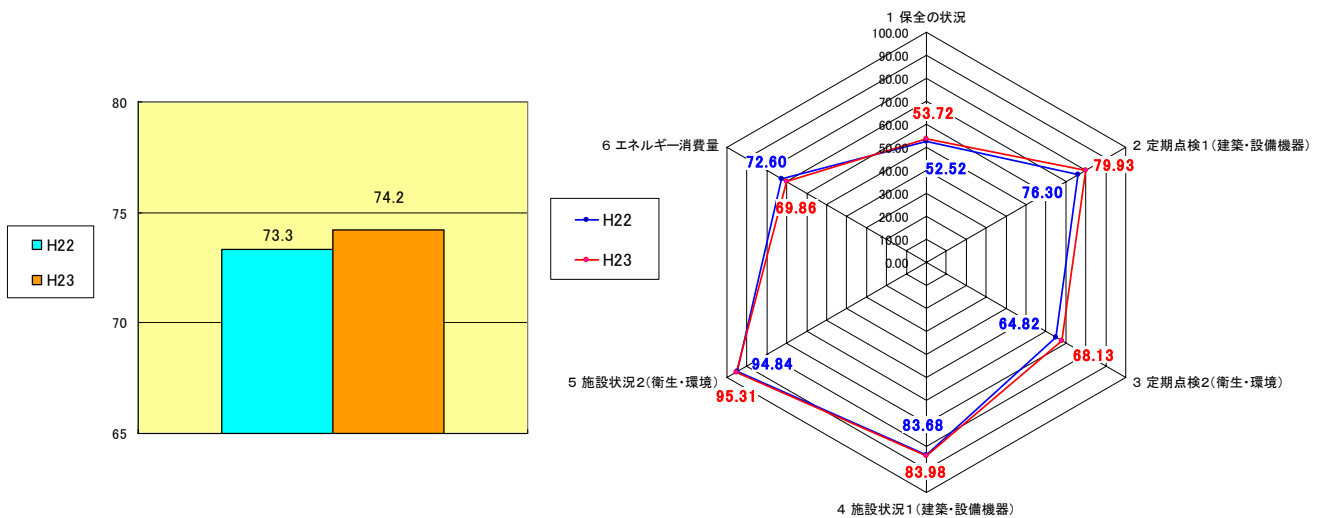 80
75
70
65
73.3
74.2
H22
H23
1 保全の状況
100.00
90.00
80.00
70.00
60.00
50.00
40.00
30.00
20.00
10.00
0.00
53.72
52.52
2 定期点検1(建築・設備機器)
79.93
76.30
64.82
68.13
3 定期点検2(衛生・環境)
83.68
83.98
4 施設状況1(建築・設備機器)
5 施設状況2(衛生・環境)
94.84
95.31
6 エネルギー消費量
72.60
69.86
H22
H23